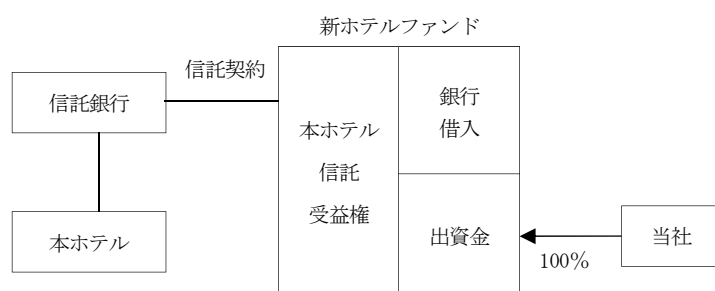 新ホテルファンド
信託契約
信託銀行
本ホテル
本ホテル
信託
受益権
銀行
借入
出資金
100%
当社